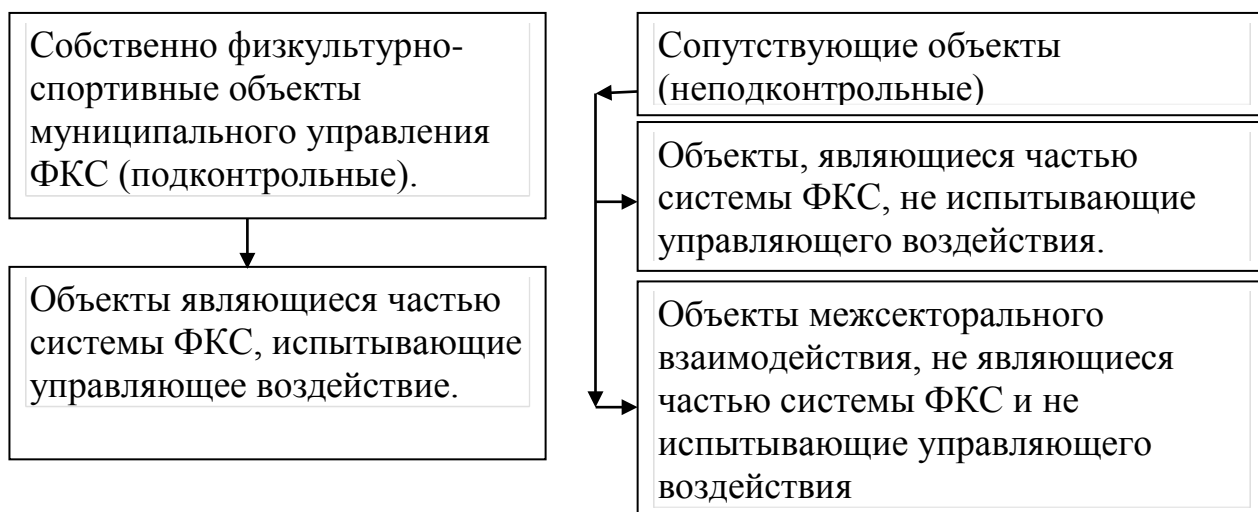 Собственно физкультурно-
спортивные объекты
муниципального управления
ФКС (подконтрольные).
Объекты являющиеся частью
системы ФКС, испытывающие
управляющее воздействие.
Сопутствующие объекты
(неподконтрольные)
Объекты, являющиеся частью
системы ФКС, не испытывающие
управляющего воздействия.
Объекты межсекторального
взаимодействия, не являющиеся
частью системы ФКС и не
испытывающие управляющего
воздействия